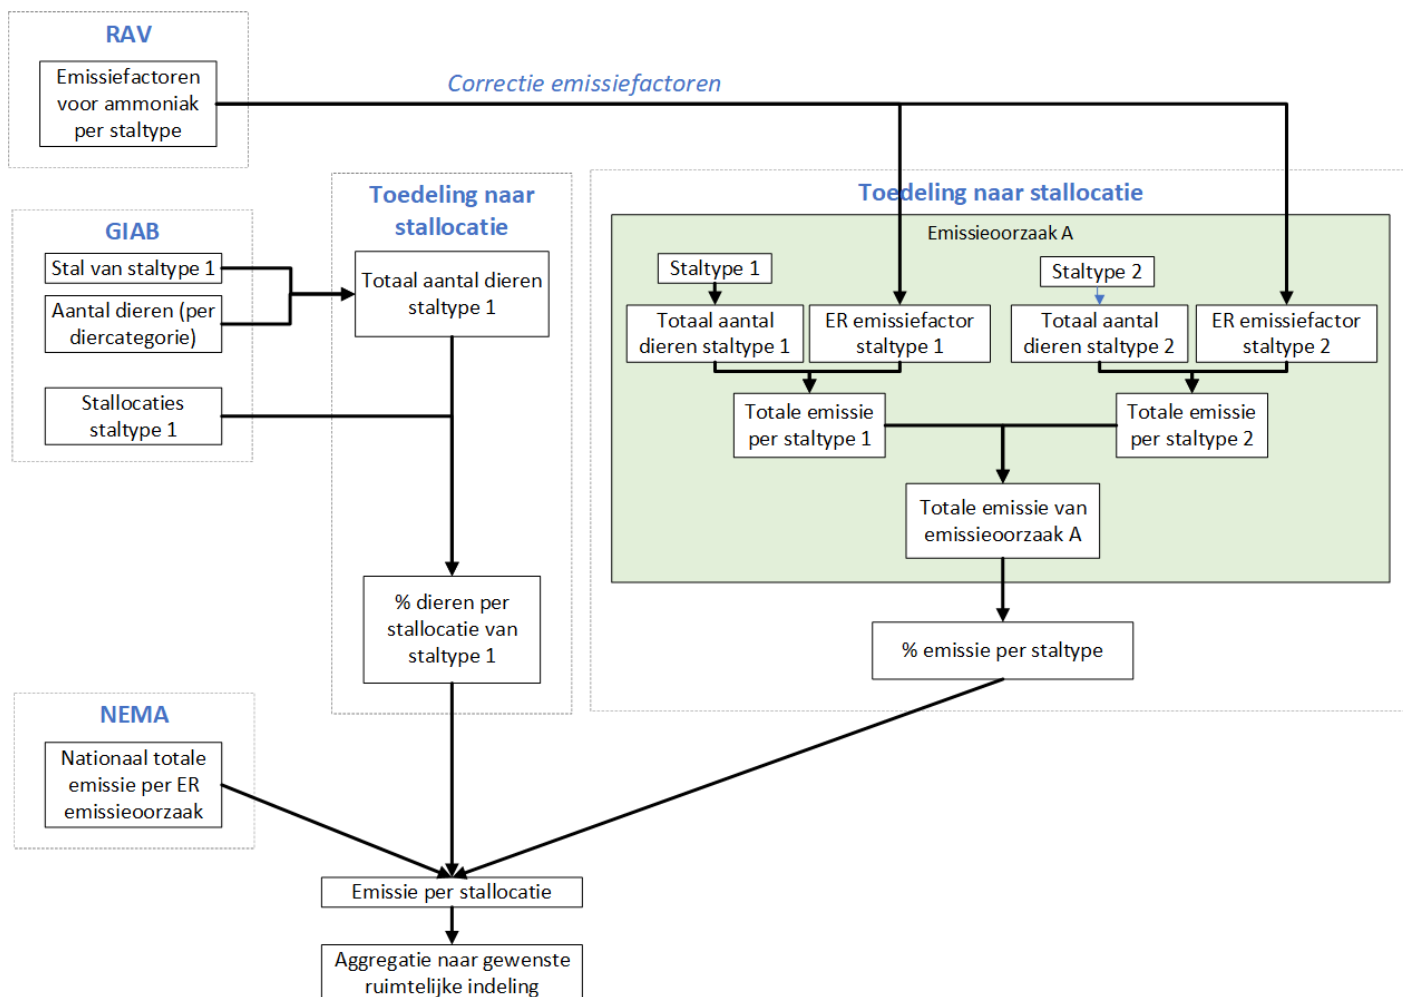 RAV
Emissiefactoren
voor ammoniak
per staltype
Correctie emissiefactoren
GIAB
Stal van staltype 1
Aantal dieren (per
diercategorie)
Stallocaties
staltype 1
Toedeling naar
stallocatie
Totaal aantal dieren
staltype 1
% dieren per
stallocatie van
staltype 1
Toedeling naar stallocatie
Emissieoorzaak A
Staltype 1
Staltype 2
Totaal aantal
dieren staltype 1
ER emissiefactor
staltype 1
Totaal aantal
dieren staltype 2
ER emissiefactor
staltype 2
Totale emissie
per staltype 1
Totale emissie
per staltype 2
Totale emissie van
emissieoorzaak A
% emissie per staltype
NEMA
Nationaal totale
emissie per ER
emissieoorzaak
Emissie per stallocatie
Aggregatie naar gewenste
ruimtelijke indeling